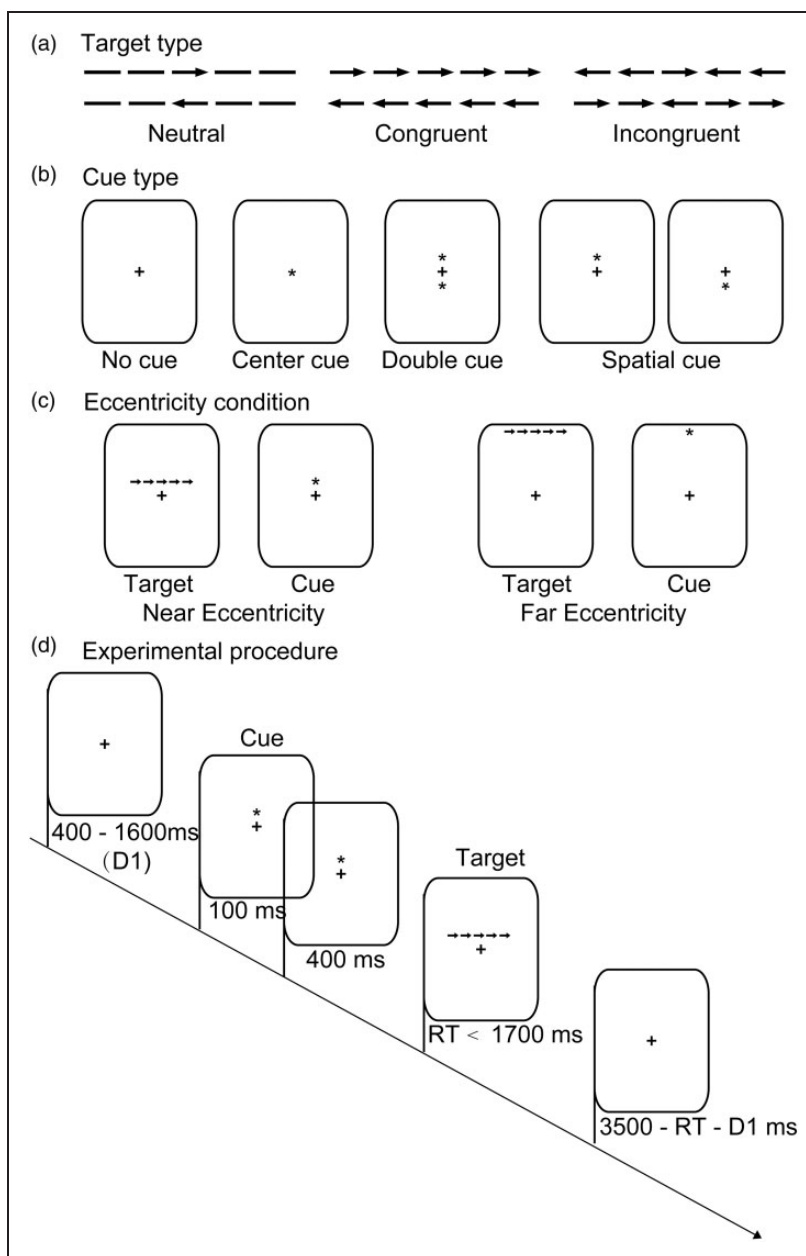 (a) Target type
Neutral Congruent Incongruent
(b) Cue type
+ * * + * * + + *
No cue Center cue Double cue Spatial cue
(c) Eccentricity condition
+ * + + * +
Target Cue Target Cue
Near Eccentricity Far Eccentricity
(d) Experimental procedure
+
400 - 1600ms
(D1)
Cue
*
+
100 ms
*
+
400 ms
Target
+
RT < 1700 ms
+
3500 - RT - D1 ms